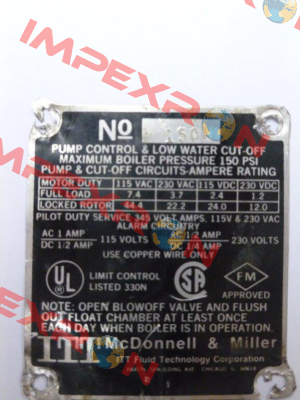 IMPEXRON
No 150
PUMP CONTROL & LOW WATER CUT-OFF
MAXIMUM BOILER PRESSURE 150 PSI
PUMP & CUT-OFF CIRCUITS-AMPERE RATING
MOTOR DUTY 115 VAC 230 VAC 115 VDC 230 VDC
FULL LOAD 7.4 3.7 2.4 1.2
LOCKED ROTOR 44.4 22.2 24.0 12.0
PILOT DUTY SERVICE 345 VOLT AMPS. 115V & 230 VAC
ALARM CIRCUITRY
AC 1 AMP 115 VOLTS AC 1/2 AMP 230 VOLTS
DC 1/2 AMP DC 1/4 AMP
USE COPPER WIRE ONLY
UL LIMIT CONTROL SA FM
LISTED 330N APPROVED
NOTE: OPEN BLOWOFF VALVE AND FLUSH
OUT FLOAT CHAMBER AT LEAST ONCE
EACH DAY WHEN BOILER IS IN OPERATION.
ITT McDonnell & Miller
ITT Fluid Technology Corporation
CHICAGO